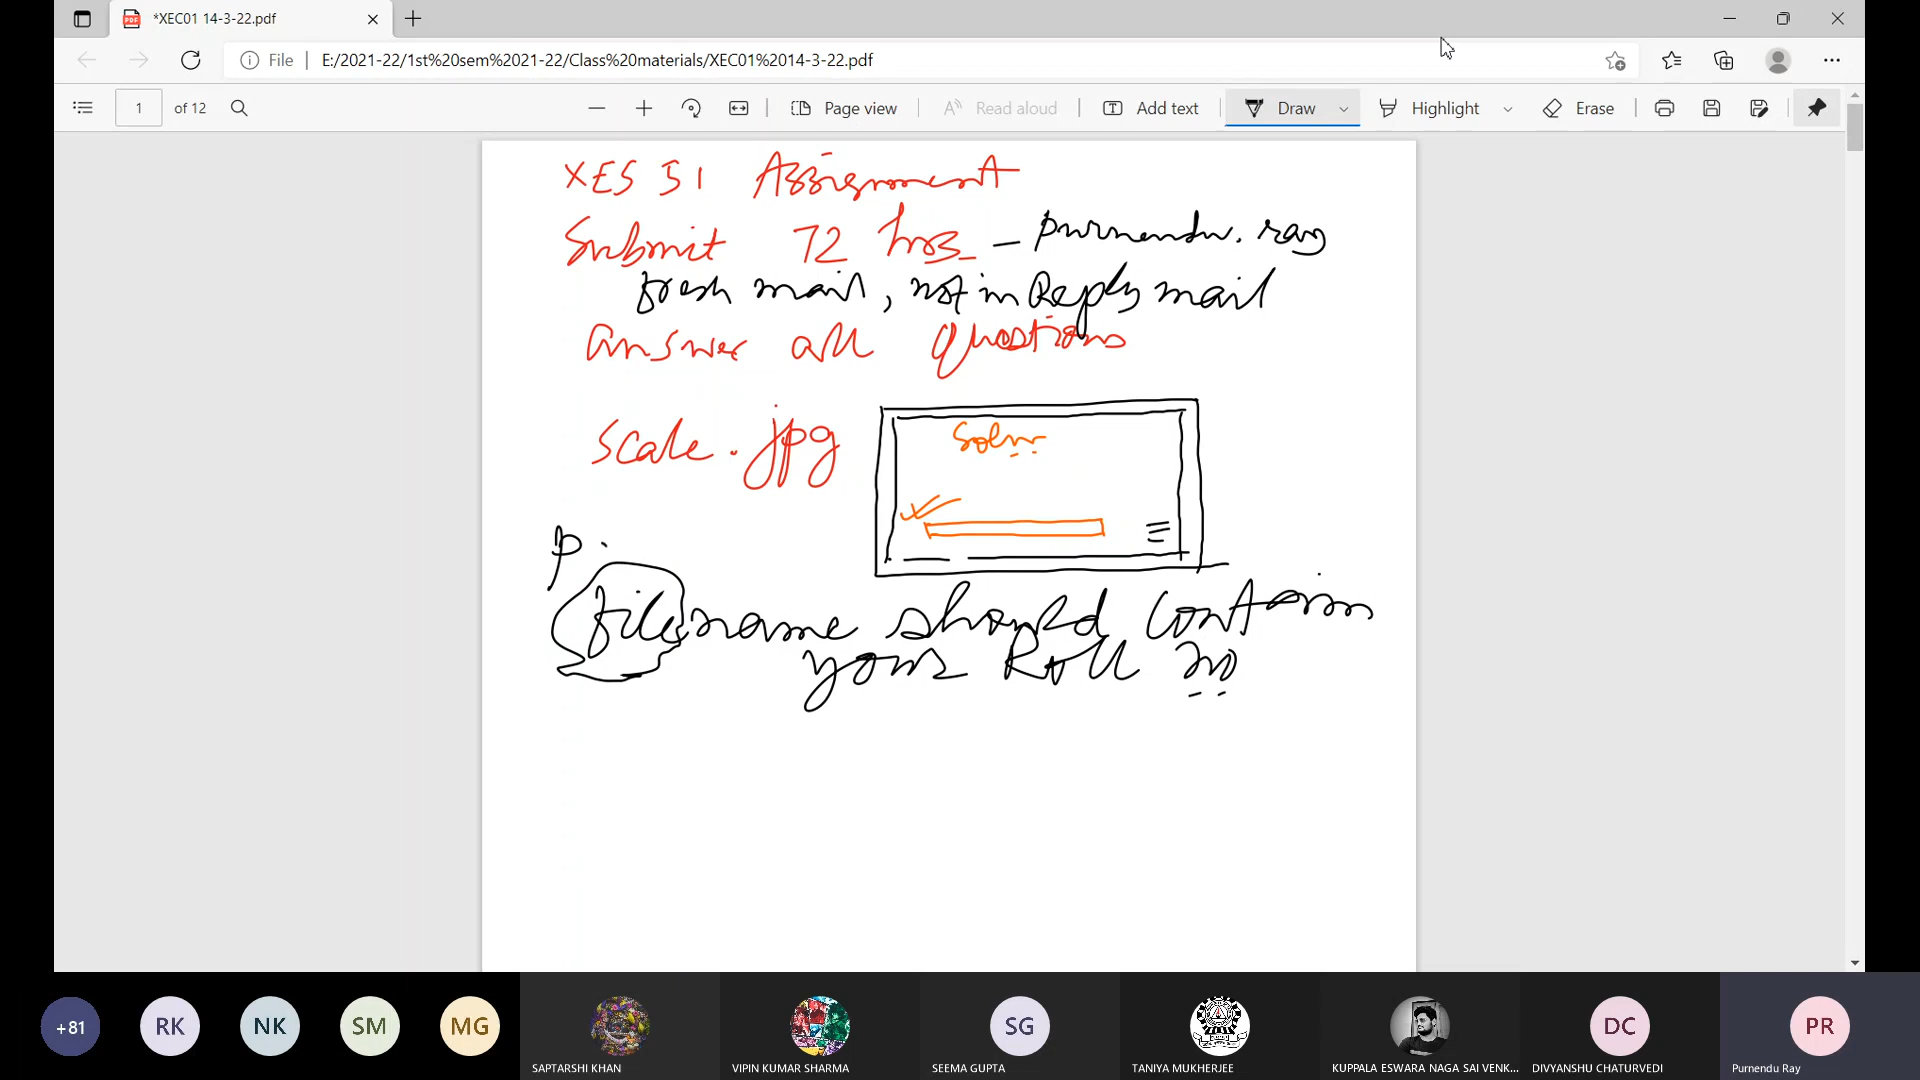 *XEC01 14-3-22.pdf
File
E:/2021-22/1st%20sem%2021-22/Class%20materials/XEC01%2014-3-22.pdf
1 of 12
Page view
Read aloud
Add text
Draw
Highlight
Erase
XES 51 Assignment
Submit 72 hrs – purnendu.ray
fresh mail, not in Reply mail
answer all questions
scale.jpg
Soln
p.
file name should contain
your Roll no
+81
RK
NK
SM
MG
SG
DC
PR
SAPTARSHI KHAN
VIPIN KUMAR SHARMA
SEEMA GUPTA
TANIYA MUKHERJEE
KUPPALA ESWARA NAGA SAI VENK...
DIVYANSHU CHATURVEDI
Purnendu Ray